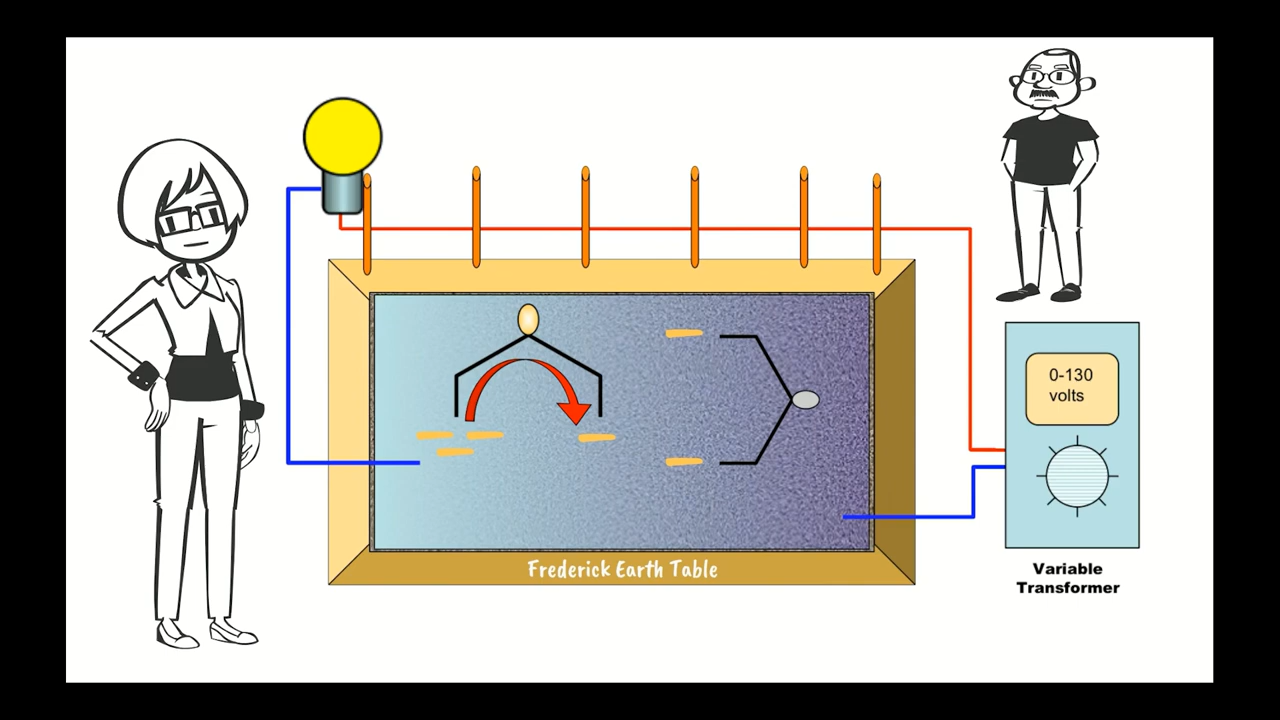 0-130
volts
Frederick Earth Table
Variable
Transformer